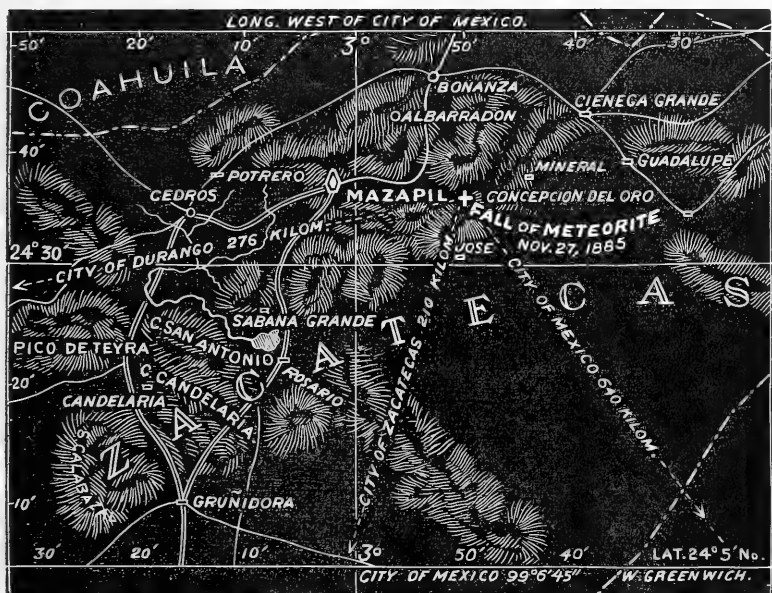 LONG. WEST OF CITY OF MEXICO.
50' 20' 10' 3° 50' 40' 30'
COAHUILA
BONANZA
CIENEGA GRANDE
OALBARRADON
40'
MINERAL
GUADALUPE
POTRERO
CEDROS
MAZAPIL
CONCEPCION DEL ORO
FALL OF METEORITE
NOV. 27, 1885
24°30'
CITY OF DURANGO 276 KILOM
JOSÉ
CITY OF MEXICO 640 KILOM.
ZACATECAS
SABANA GRANDE
PICO DE TEYRA
C. SAN ANTONIO
ROSARIO
20'
CANDELARIA
C. CANDELARIA
CITY OF ZACATECAS 210 KILOM
10'
GRUÑIDORA
LAT. 24° 5' No.
30' 20' 10' 3° 50' 40'
CITY OF MEXICO 99° 6' 45" W. GREENWICH.